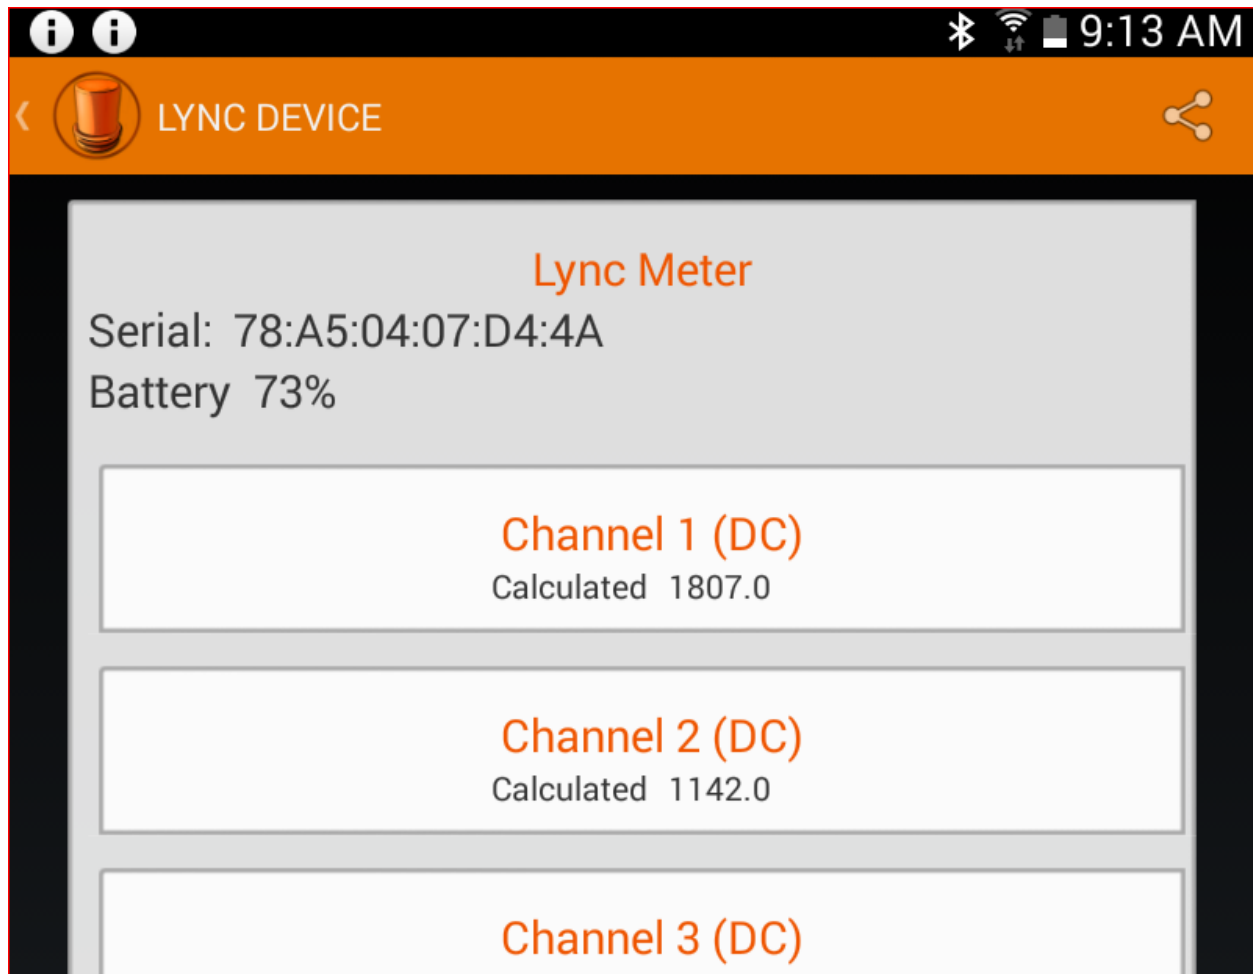 9:13 AM
LYNC DEVICE
Lync Meter
Serial: 78:A5:04:07:D4:4A
Battery 73%
Channel 1 (DC)
Calculated 1807.0
Channel 2 (DC)
Calculated 1142.0
Channel 3 (DC)